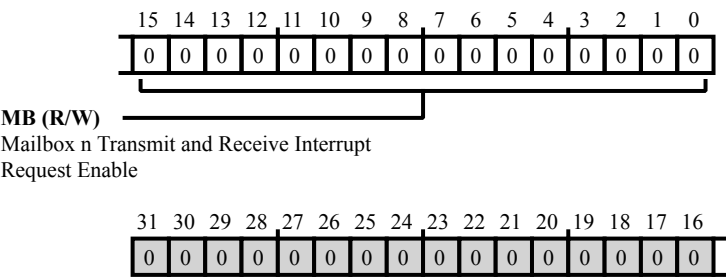 15 14 13 12 11 10 9 8 7 6 5 4 3 2 1 0
0 0 0 0 0 0 0 0 0 0 0 0 0 0 0 0
MB (R/W)
Mailbox n Transmit and Receive Interrupt
Request Enable
31 30 29 28 27 26 25 24 23 22 21 20 19 18 17 16
0 0 0 0 0 0 0 0 0 0 0 0 0 0 0 0